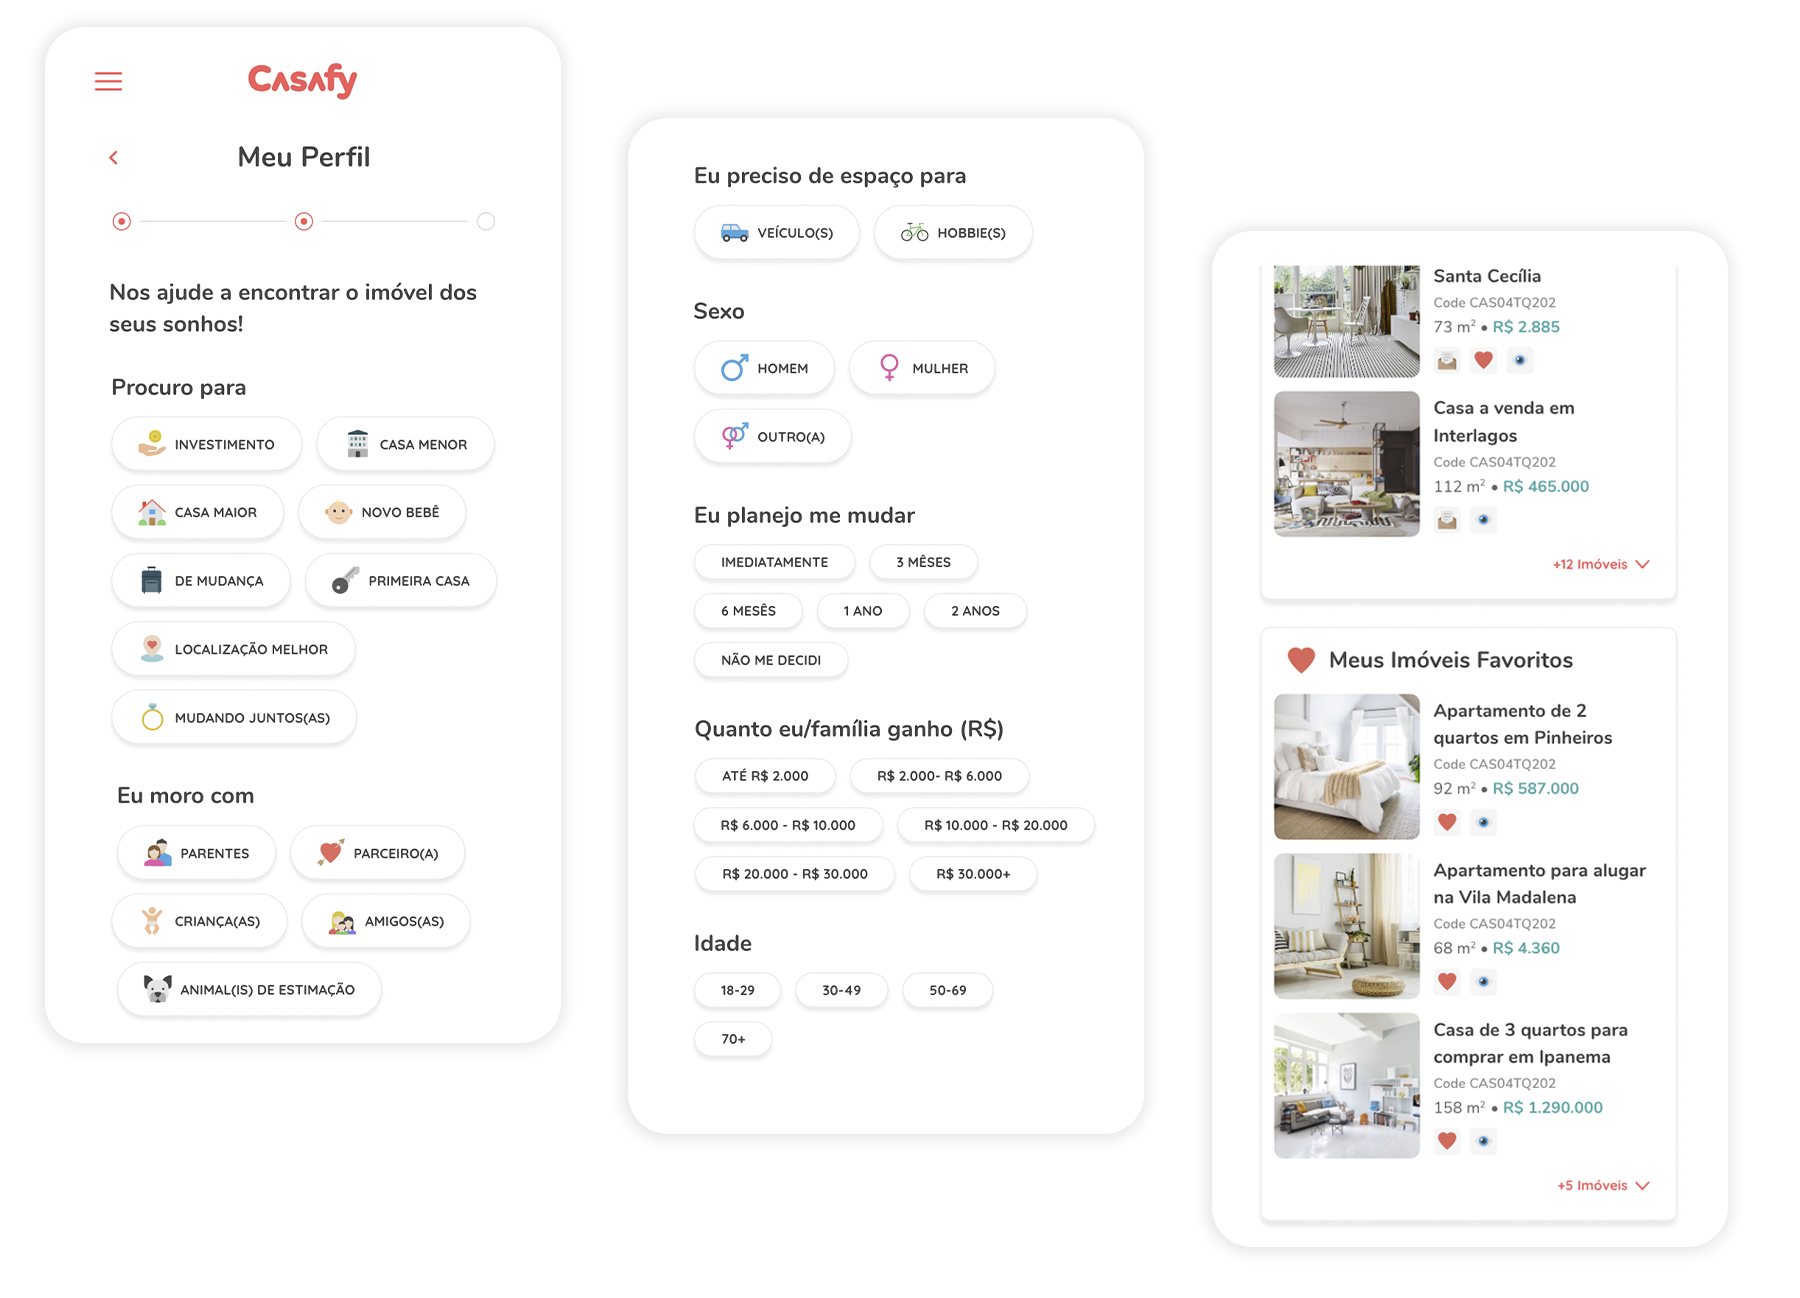 Casafy
Meu Perfil
Nos ajude a encontrar o imóvel dos
seus sonhos!
Procuro para
INVESTIMENTO
CASA MENOR
CASA MAIOR
NOVO BEBÊ
DE MUDANÇA
PRIMEIRA CASA
LOCALIZAÇÃO MELHOR
MUDANDO JUNTOS(AS)
Eu moro com
PARENTES
PARCEIRO(A)
CRIANÇA(AS)
AMIGOS(AS)
ANIMAL(IS) DE ESTIMAÇÃO
Eu preciso de espaço para
VEÍCULO(S)
HOBBIE(S)
Sexo
HOMEM
MULHER
OUTRO(A)
Eu planejo me mudar
IMEDIATAMENTE
3 MÊSES
6 MESÊS
1 ANO
2 ANOS
NÃO ME DECIDI
Quanto eu/família ganho (R$)
ATÉ R$ 2.000
R$ 2.000- R$ 6.000
R$ 6.000 - R$ 10.000
R$ 10.000 - R$ 20.000
R$ 20.000 - R$ 30.000
R$ 30.000+
Idade
18-29
30-49
50-69
70+
Santa Cecília
Code CAS04TQ202
73 m² • R$ 2.885
Casa a venda em
Interlagos
Code CAS04TQ202
112 m² • R$ 465.000
+12 Imóveis
Meus Imóveis Favoritos
Apartamento de 2
quartos em Pinheiros
Code CAS04TQ202
92 m² • R$ 587.000
Apartamento para alugar
na Vila Madalena
Code CAS04TQ202
68 m² • R$ 4.360
Casa de 3 quartos para
comprar em Ipanema
Code CAS04TQ202
158 m² • R$ 1.290.000
+5 Imóveis